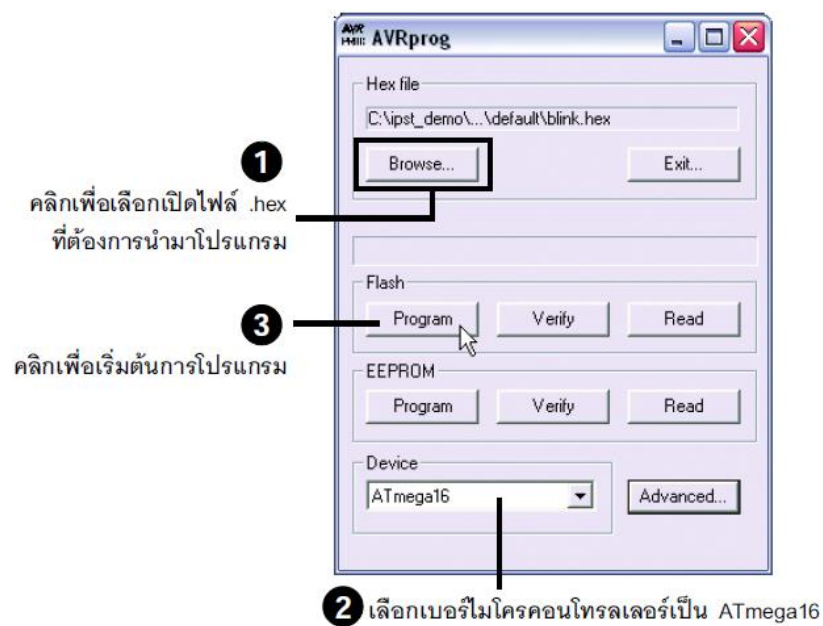 AVR
PROG AVRprog
Hex file
C:\ipst_demo\...\default\blink.hex
Browse...
Exit...
1
คลิกเพื่อเลือกเปิดไฟล์ .hex
ที่ต้องการนำมาโปรแกรม
Flash
Program
Verify
Read
3
คลิกเพื่อเริ่มต้นการโปรแกรม
EEPROM
Program
Verify
Read
Device
ATmega16
Advanced...
2 เลือกเบอร์ไมโครคอนโทรลเลอร์เป็น ATmega16